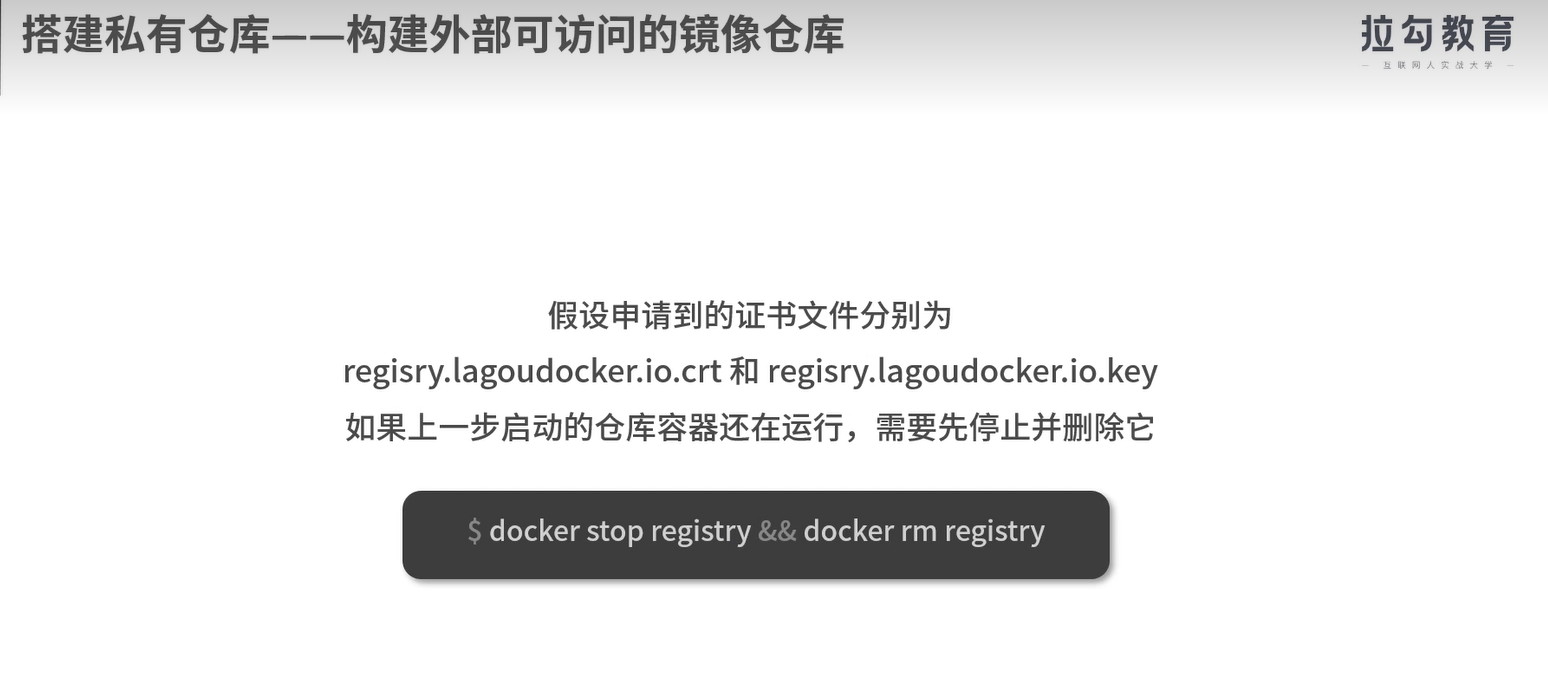 搭建私有仓库——构建外部可访问的镜像仓库
拉勾教育
— 互联网人实战大学 —
假设申请到的证书文件分别为
regisry.lagoudocker.io.crt 和 regisry.lagoudocker.io.key
如果上一步启动的仓库容器还在运行，需要先停止并删除它
$ docker stop registry && docker rm registry